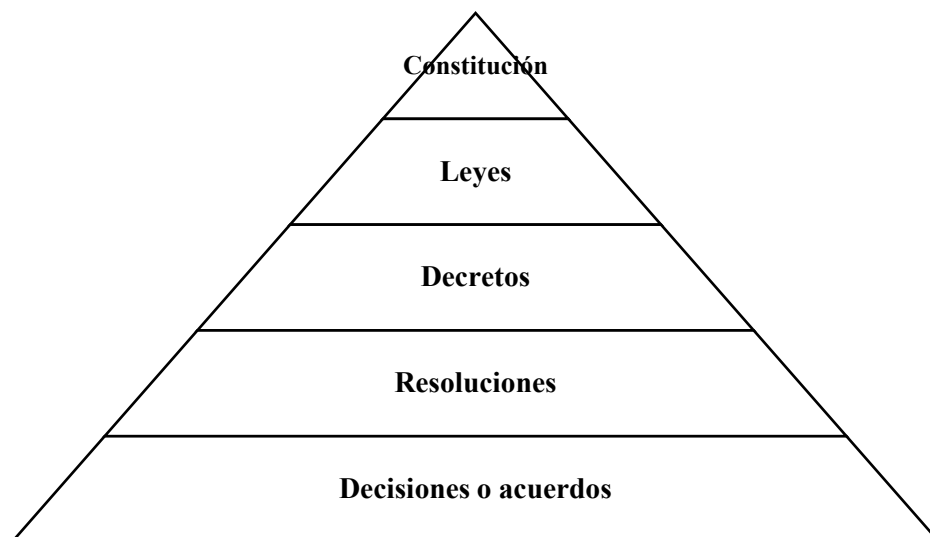 Constitución
Leyes
Decretos
Resoluciones
Decisiones o acuerdos